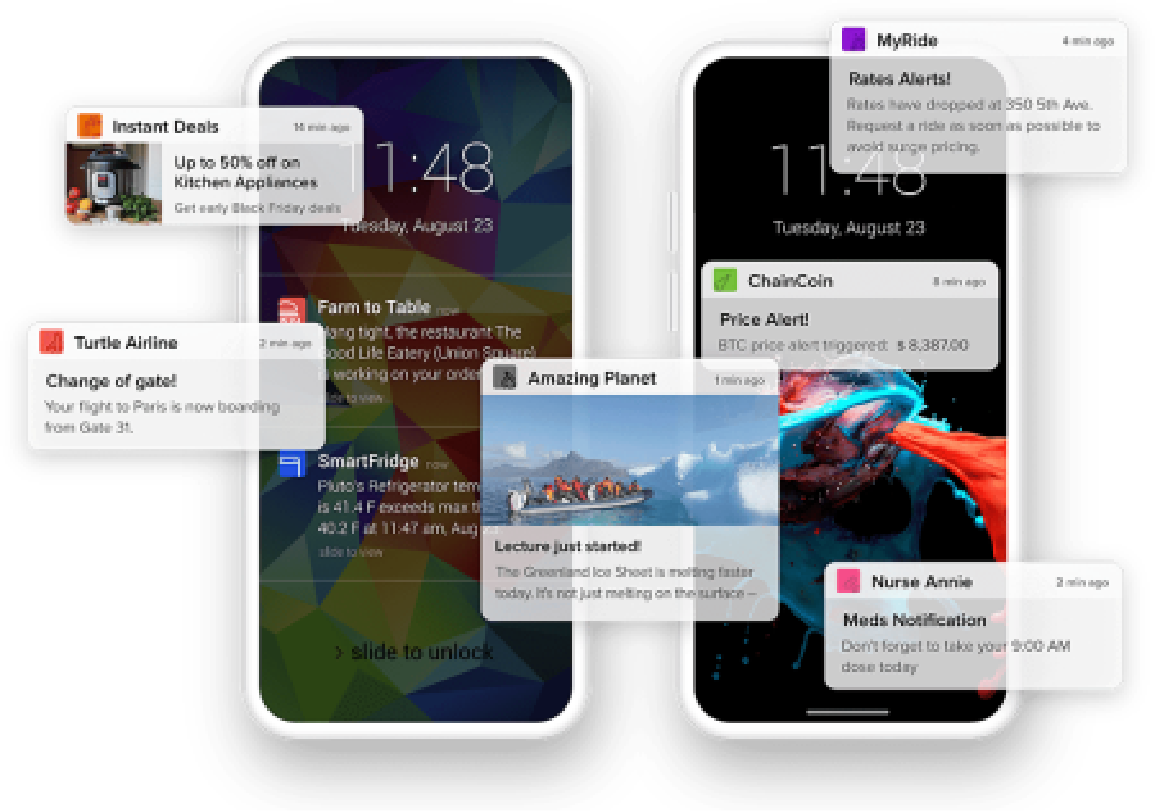 Instant Deals 14 min ago
Up to 50% off on
Kitchen Appliances
Get early Black Friday deals
11:48
Tuesday, August 23
Farm to Table now
Hang tight, the restaurant The
Good Life Eatery (Union Square)
is working on your order
slide to view
Turtle Airline 2 min ago
Change of gate!
Your flight to Paris is now boarding
from Gate 31.
SmartFridge now
Pluto's Refrigerator tem
is 41.4 F exceeds max t
40.2 F at 11:47 am, Aug
slide to view
> slide to unlock
Amazing Planet 1 min ago
Lecture just started!
The Greenland Ice Sheet is melting faster
today. It's not just melting on the surface –
MyRide 4 min ago
Rates Alerts!
Rates have dropped at 350 5th Ave.
Request a ride as soon as possible to
avoid surge pricing.
11:48
Tuesday, August 23
ChainCoin 8 min ago
Price Alert!
BTC price alert triggered: $ 8,387.00
Nurse Annie 2 min ago
Meds Notification
Don't forget to take your 9:00 AM
dose today